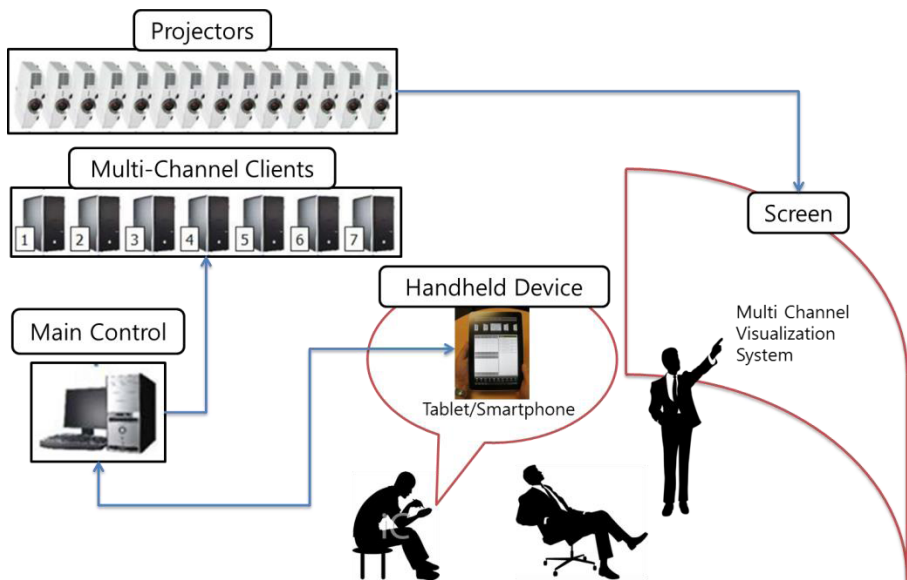 Projectors
Multi-Channel Clients
1 2 3 4 5 6 7
Screen
Handheld Device
Main Control
Multi Channel
Visualization
System
Tablet/Smartphone
iC